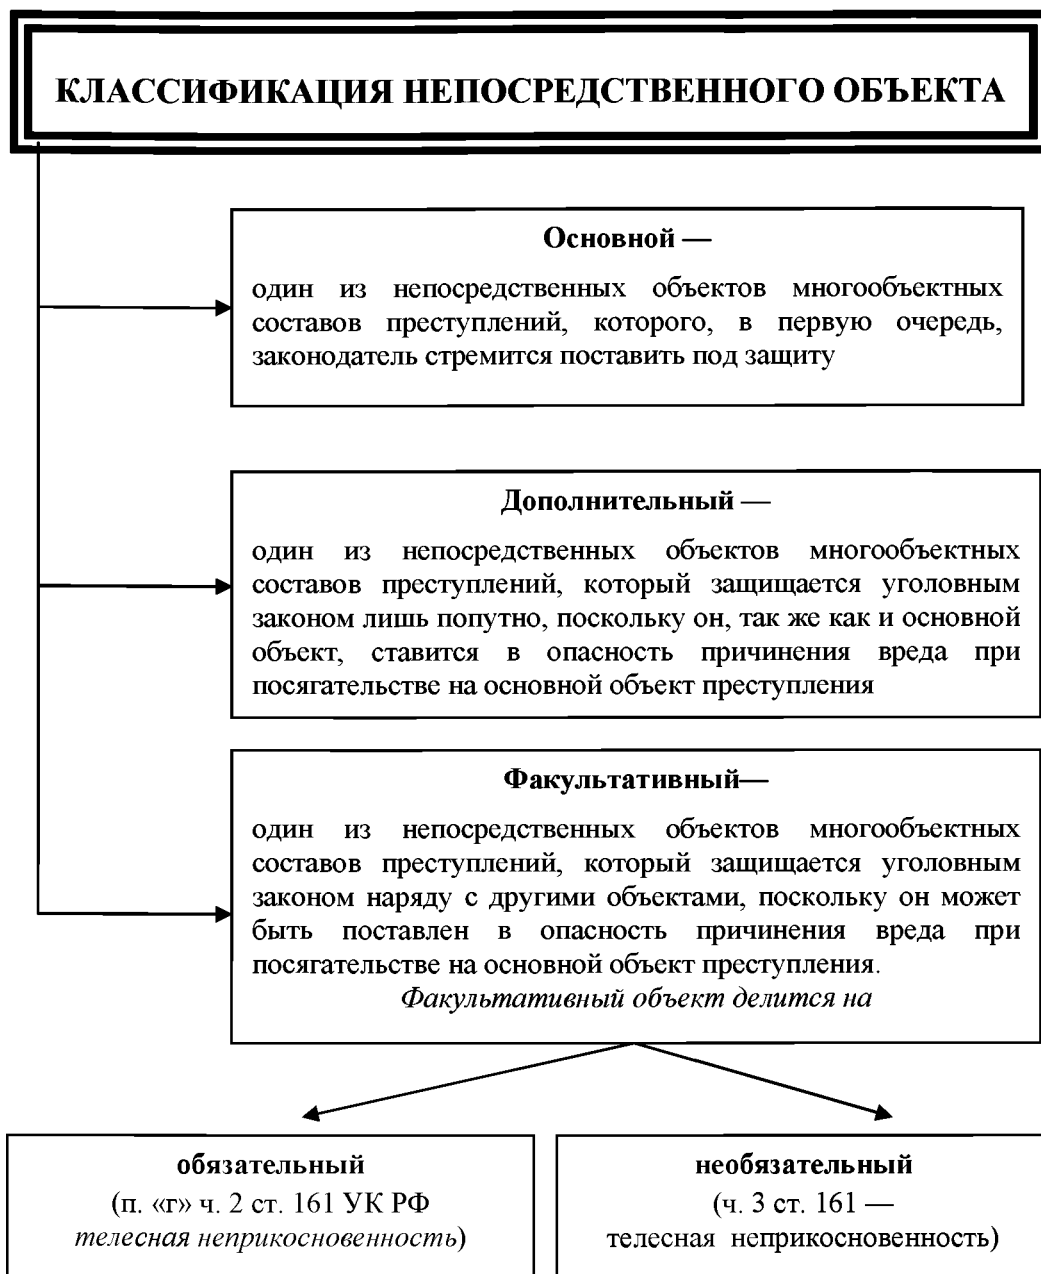 КЛАССИФИКАЦИЯ НЕПОСРЕДСТВЕННОГО ОБЪЕКТА
Основной —
один из непосредственных объектов многообъектных
составов преступлений, которого, в первую очередь,
законодатель стремится поставить под защиту
Дополнительный —
один из непосредственных объектов многообъектных
составов преступлений, который защищается уголовным
законом лишь попутно, поскольку он, так же как и основной
объект, ставится в опасность причинения вреда при
посягательстве на основной объект преступления
Факультативный—
один из непосредственных объектов многообъектных
составов преступлений, который защищается уголовным
законом наряду с другими объектами, поскольку он может
быть поставлен в опасность причинения вреда при
посягательстве на основной объект преступления.
Факультативный объект делится на
обязательный
(п. «г» ч. 2 ст. 161 УК РФ
телесная неприкосновенность)
необязательный
(ч. 3 ст. 161 —
телесная неприкосновенность)